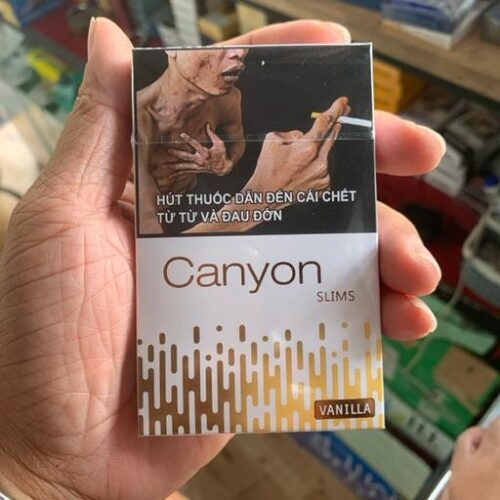 HÚT THUỐC DẪN ĐẾN CÁI CHẾT
TỪ TỪ VÀ ĐAU ĐỚN
Canyon
SLIMS
VANILLA